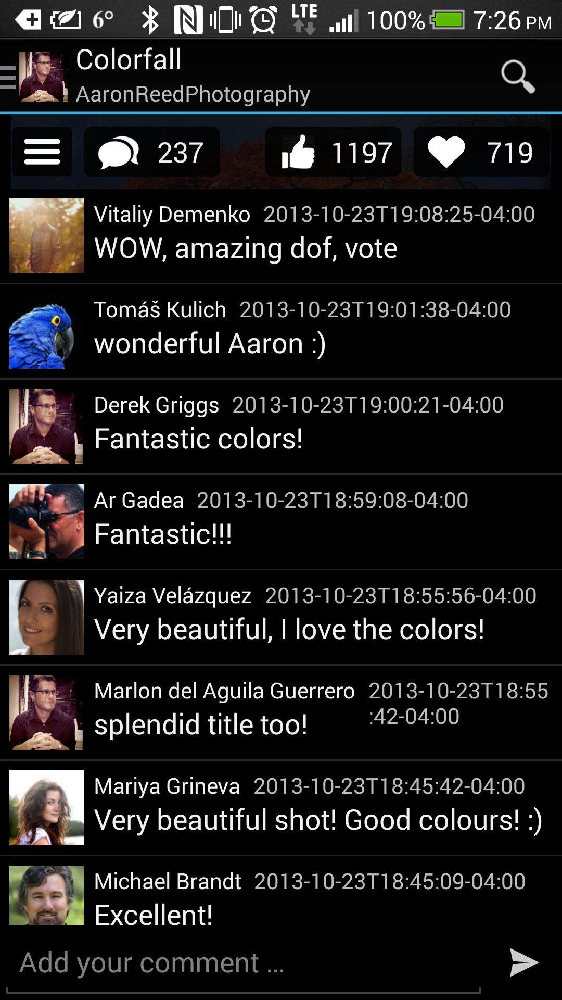 6° LTE 100% 7:26 PM
Colorfall
AaronReedPhotography
237 1197 719
Vitaliy Demenko 2013-10-23T19:08:25-04:00
WOW, amazing dof, vote
Tomáš Kulich 2013-10-23T19:01:38-04:00
wonderful Aaron :)
Derek Griggs 2013-10-23T19:00:21-04:00
Fantastic colors!
Ar Gadea 2013-10-23T18:59:08-04:00
Fantastic!!!
Yaiza Velázquez 2013-10-23T18:55:56-04:00
Very beautiful, I love the colors!
Marlon del Aguila Guerrero 2013-10-23T18:55
:42-04:00
splendid title too!
Mariya Grineva 2013-10-23T18:45:42-04:00
Very beautiful shot! Good colours! :)
Michael Brandt 2013-10-23T18:45:09-04:00
Excellent!
Add your comment ...